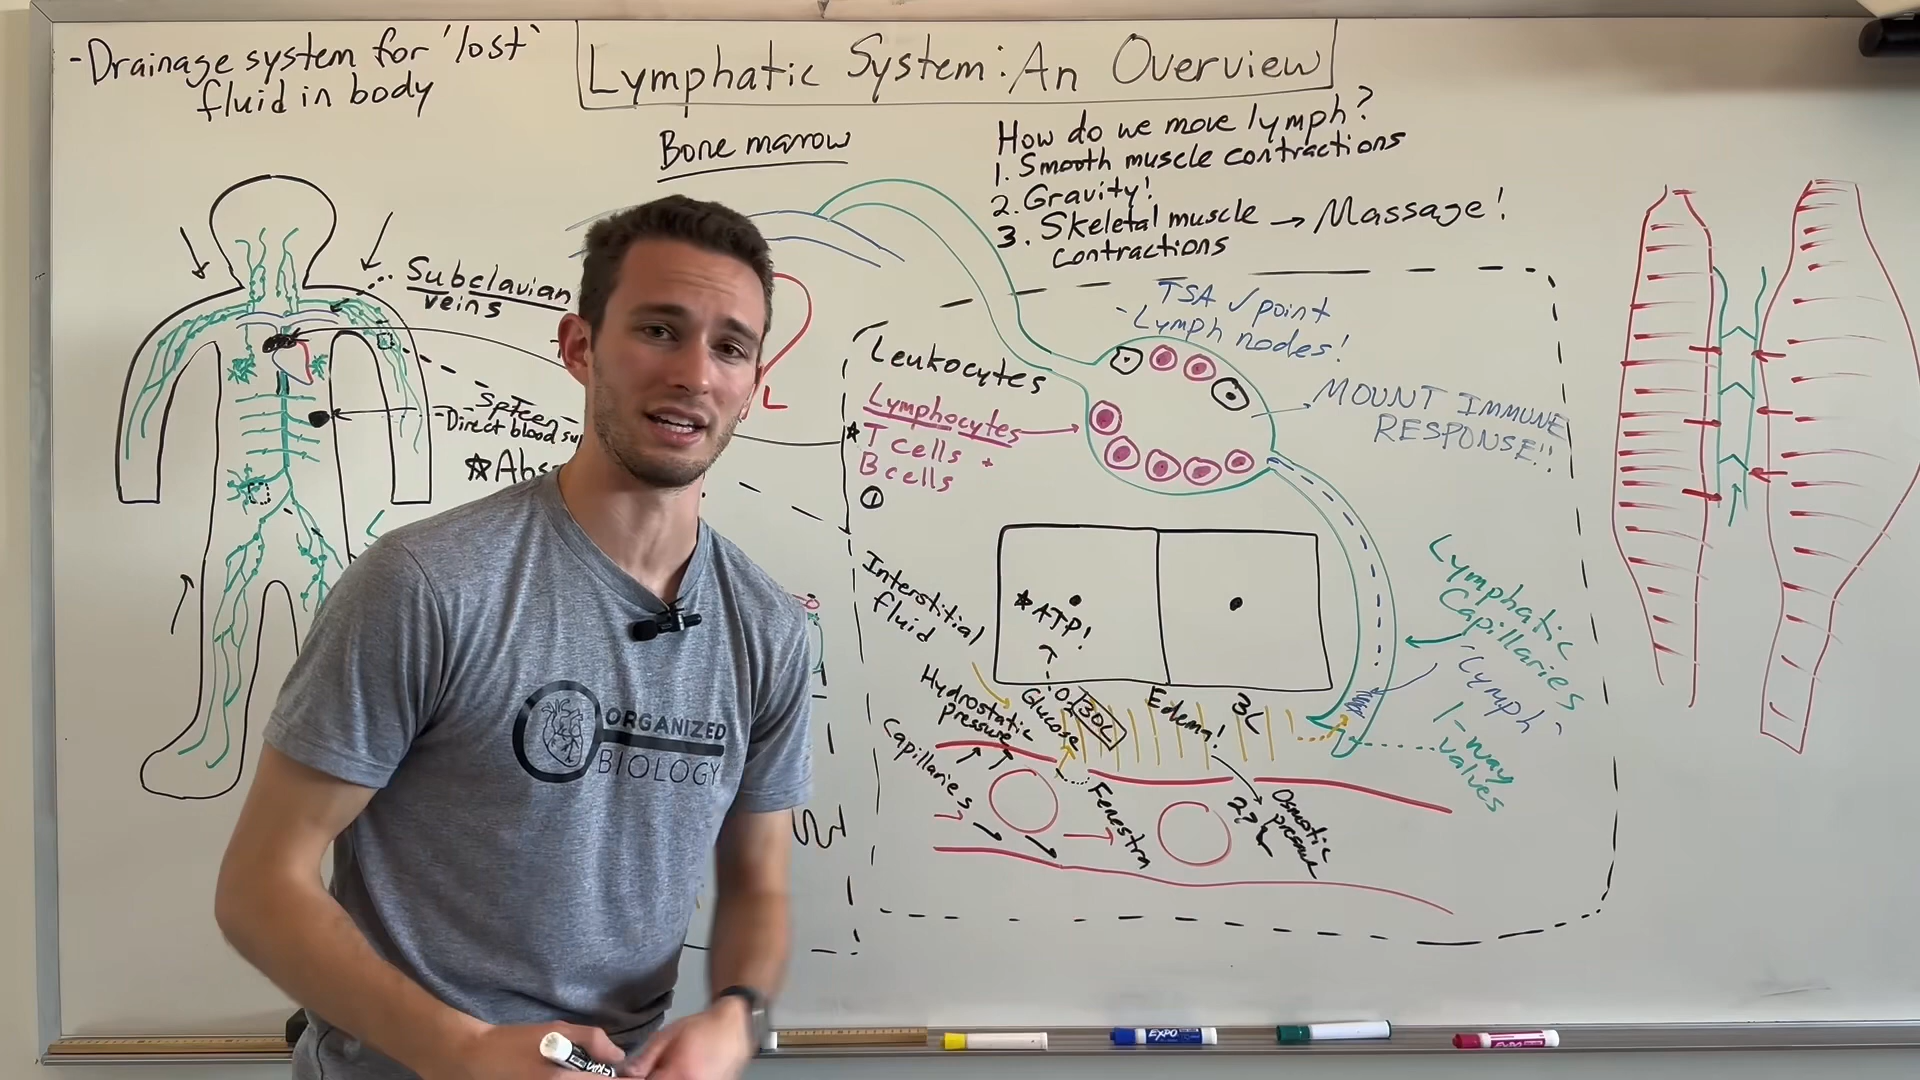 -Drainage system for 'lost'
fluid in body
Lymphatic System: An Overview
Bone marrow
How do we move lymph?
1. Smooth muscle contractions
2. Gravity!
3. Skeletal muscle → Massage!
contractions
Subclavian
veins
Spleen
-Direct blood su
☆Abs
L
TSA ✓point
-Lymph nodes!
MOUNT IMMUNE
RESPONSE!!
Leukocytes
Lymphocytes
☆T cells +
B cells
Interstitial
fluid
☆ATP!
Hydrostatic
pressure
O2
Glucose
30L
Edema!
3L
Capillaries
Fenestra
27L
Osmotic
pressure
Lymphatic
Capillaries
"Lymph"
1-way
valves
ORGANIZED
BIOLOGY
EXPO
EXPO